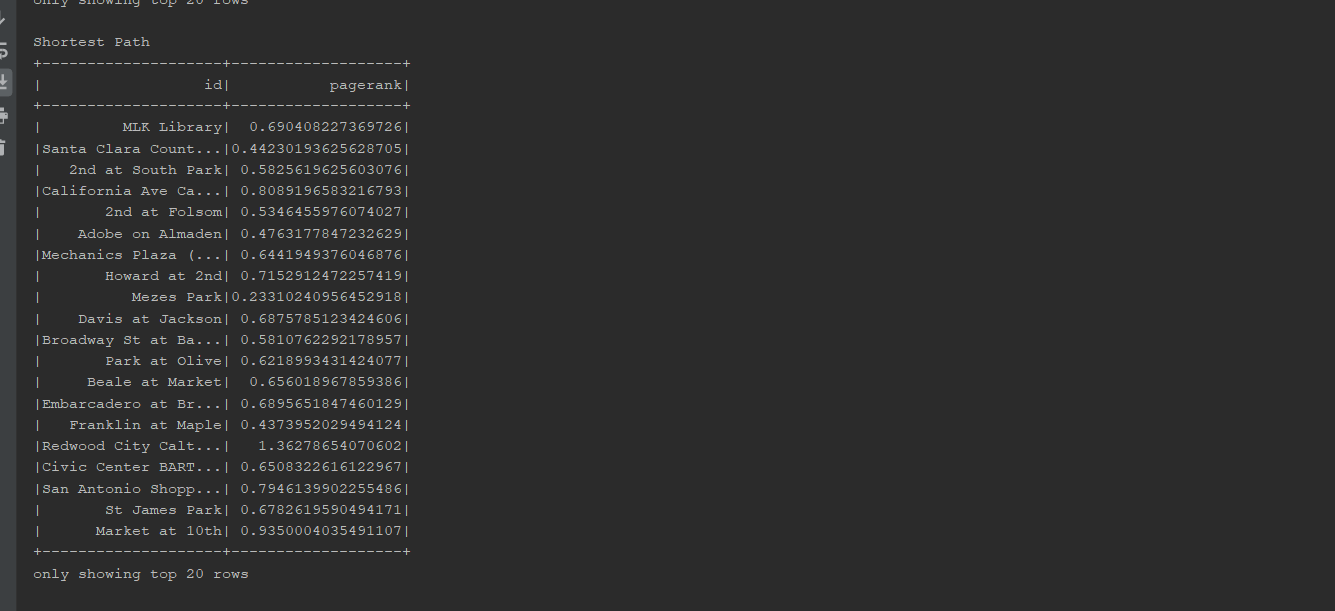 only showing top 20 rows
Shortest Path
+--------------------+-------------------+
|                  id|           pagerank|
+--------------------+-------------------+
|         MLK Library|  0.690408227369726|
|Santa Clara Count...|0.44230193625628705|
|   2nd at South Park| 0.5825619625603076|
|California Ave Ca...| 0.8089196583216793|
|       2nd at Folsom| 0.5346455976074027|
|    Adobe on Almaden| 0.4763177847232629|
|Mechanics Plaza (...| 0.6441949376046876|
|       Howard at 2nd| 0.7152912472257419|
|          Mezes Park|0.23310240956452918|
|    Davis at Jackson| 0.6875785123424606|
|Broadway St at Ba...| 0.5810762292178957|
|       Park at Olive| 0.6218993431424077|
|     Beale at Market|  0.656018967859386|
|Embarcadero at Br...| 0.6895651847460129|
|   Franklin at Maple| 0.4373952029494124|
|Redwood City Calt...|   1.36278654070602|
|Civic Center BART...| 0.6508322616122967|
|San Antonio Shopp...| 0.7946139902255486|
|       St James Park| 0.6782619590494171|
|      Market at 10th| 0.9350004035491107|
+--------------------+-------------------+
only showing top 20 rows